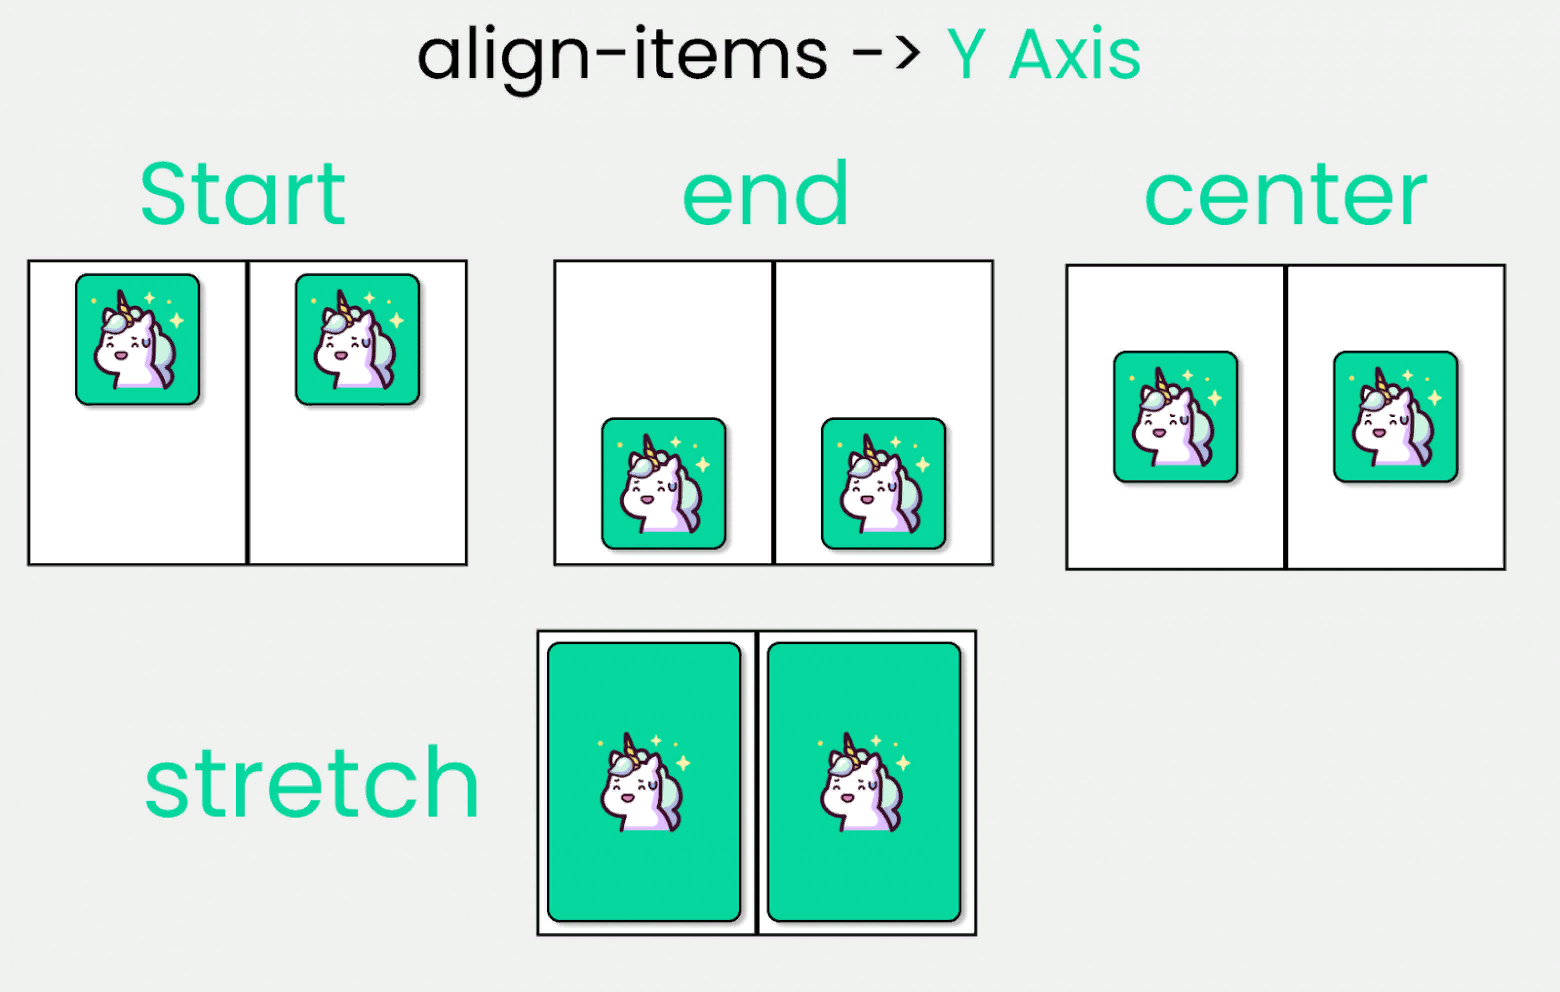 align-items -> Y Axis
Start
end
center
stretch